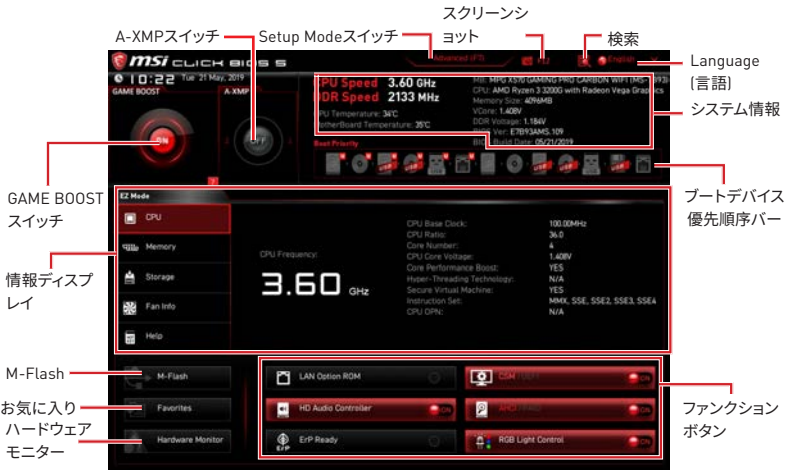 スクリーンシ
ョット
A-XMPスイッチ
Setup Modeスイッチ
検索
Language
(言語)
システム情報
ブートデバイス
優先順序バー
GAME BOOST
スイッチ
情報ディスプ
レイ
M-Flash
お気に入り
ハードウェア
モニター
ファンクション
ボタン
msi CLICK BIOS 5
Advanced (F7)
F12
English
10:22 Tue 21 May, 2019
GAME BOOST
A-XMP
ON
OFF
CPU Speed 3.60 GHz
DDR Speed 2133 MHz
CPU Temperature: 34°C
MotherBoard Temperature: 35°C
MB: MPG X570 GAMING PRO CARBON WIFI (MS-7B93)
CPU: AMD Ryzen 3 3200G with Radeon Vega Graphics
Memory Size: 4096MB
VCore: 1.408V
DDR Voltage: 1.184V
BIOS Ver: E7B93AMS.109
BIOS Build Date: 05/21/2019
Boot Priority
USB USB USB USB USB USB
?
EZ Mode
CPU
Memory
Storage
Fan Info
Help
CPU Frequency:
3.60 GHz
CPU Base Clock: 100.00MHz
CPU Ratio: 36.0
Core Number: 4
CPU Core Voltage: 1.408V
Core Performance Boost: YES
Hyper-Threading Technology: N/A
Secure Virtual Machine: YES
Instruction Set: MMX, SSE, SSE2, SSE3, SSE4
CPU OPN: N/A
M-Flash
Favorites
Hardware Monitor
LAN Option ROM
HD Audio Controller ON
ErP Ready
ErP
CSM / UEFI ON
AHCI / RAID ON
RGB Light Control ON